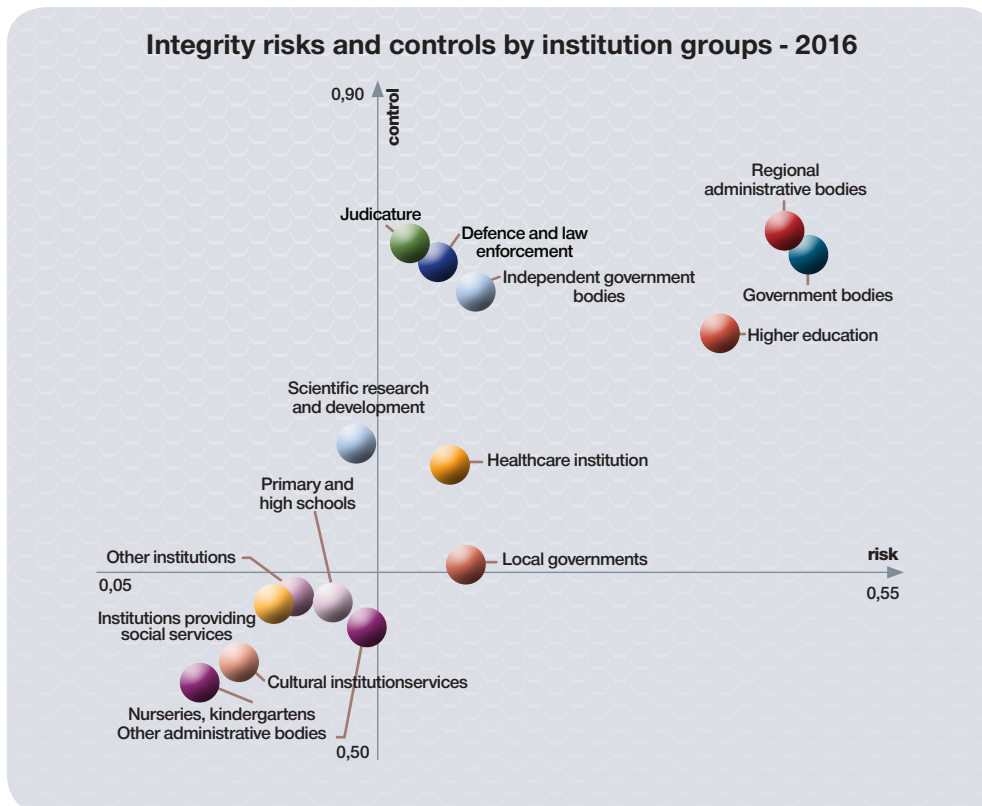 Integrity risks and controls by institution groups - 2016
0,90
control
Regional
administrative bodies
Judicature
Defence and law
enforcement
Independent government
bodies
Government bodies
Higher education
Scientific research
and development
Healthcare institution
Primary and
high schools
Other institutions
Local governments
risk
0,05
0,55
Institutions providing
social services
Cultural institutionservices
Nurseries, kindergartens
Other administrative bodies
0,50